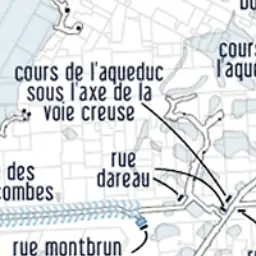 cours
l'aque
cours de l'aqueduc
sous l'axe de la
voie creuse
rue
dareau
des
combes
rue montbrun